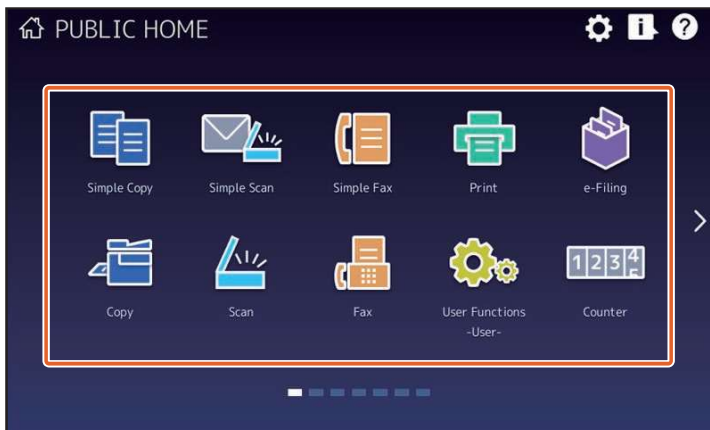 PUBLIC HOME
Simple Copy
Simple Scan
Simple Fax
Print
e-Filing
1234
Copy
Scan
Fax
User Functions
-User-
Counter